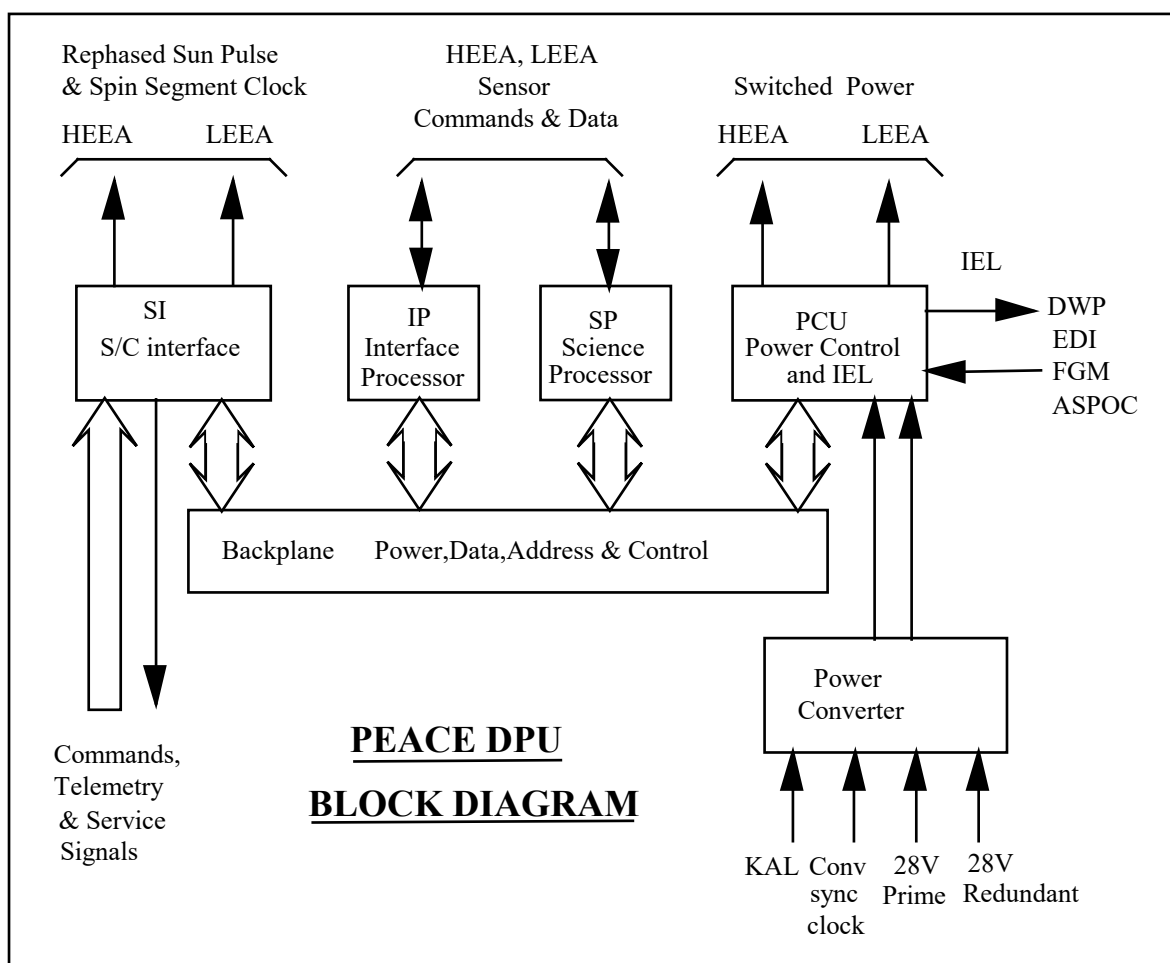 Rephased Sun Pulse
& Spin Segment Clock
HEEA LEEA
HEEA, LEEA
Sensor
Commands & Data
Switched Power
HEEA LEEA
SI
S/C interface
IP
Interface
Processor
SP
Science
Processor
PCU
Power Control
and IEL
IEL
DWP
EDI
FGM
ASPOC
Backplane Power,Data,Address & Control
Power
Converter
Commands,
Telemetry
& Service
Signals
PEACE DPU
BLOCK DIAGRAM
KAL
Conv
sync
clock
28V
Prime
28V
Redundant